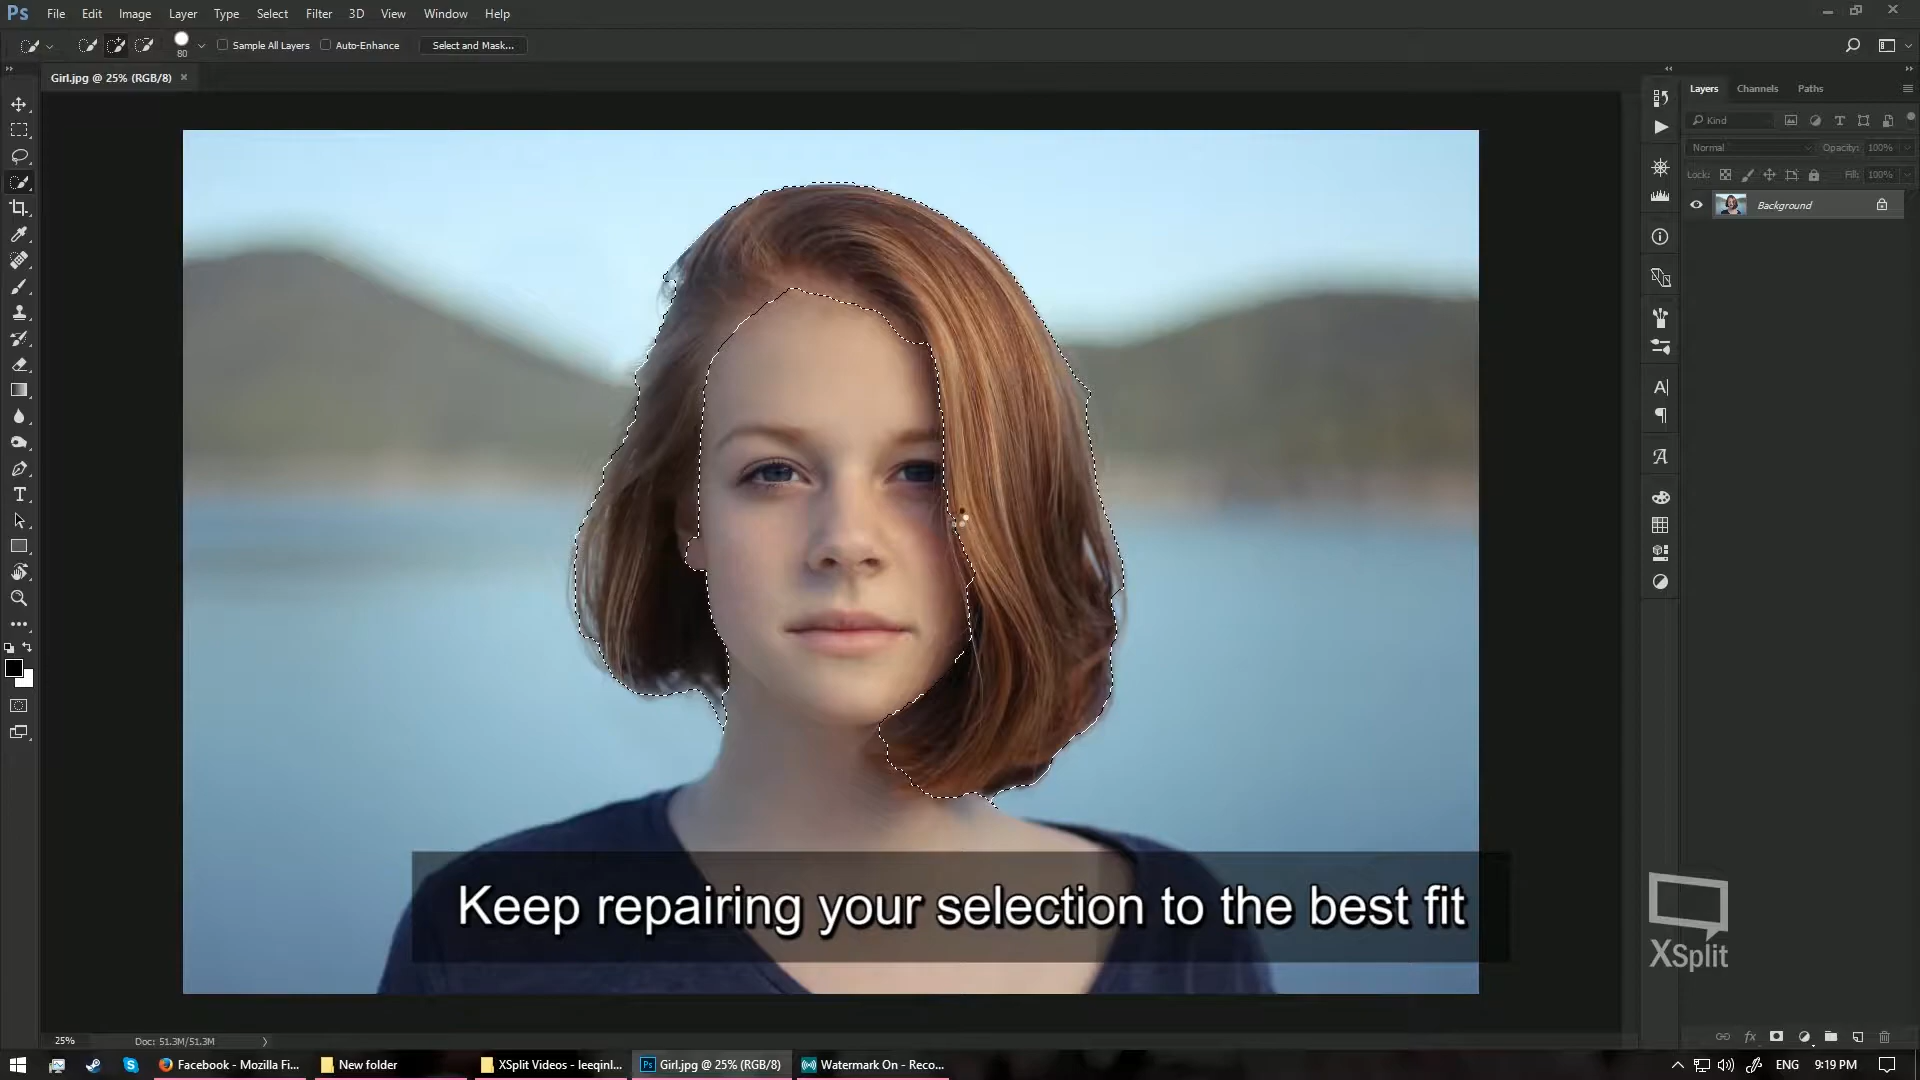 Ps File Edit Image Layer Type Select Filter 3D View Window Help
80 Sample All Layers Auto-Enhance Select and Mask...
Girl.jpg @ 25% (RGB/8) ×
Layers Channels Paths
Kind
Normal Opacity: 100%
Lock: Fill: 100%
Background
Keep repairing your selection to the best fit
XSplit
25% Doc: 51.3M/51.3M
Facebook - Mozilla Fi... New folder XSplit Videos - leeqinl... Girl.jpg @ 25% (RGB/8) Watermark On - Reco... ENG 9:19 PM